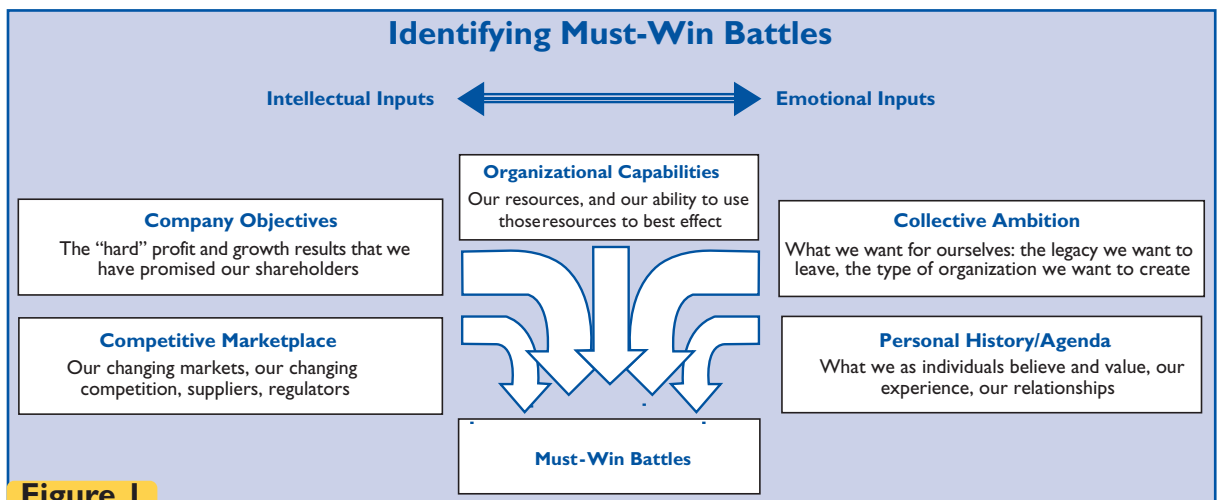 Identifying Must-Win Battles
Intellectual Inputs
Emotional Inputs
Organizational Capabilities
Our resources, and our ability to use
thoseresources to best effect
Company Objectives
The “hard” profit and growth results that we
have promised our shareholders
Collective Ambition
What we want for ourselves: the legacy we want to
leave, the type of organization we want to create
Competitive Marketplace
Our changing markets, our changing
competition, suppliers, regulators
Personal History/Agenda
What we as individuals believe and value, our
experience, our relationships
Must-Win Battles
Figure 1